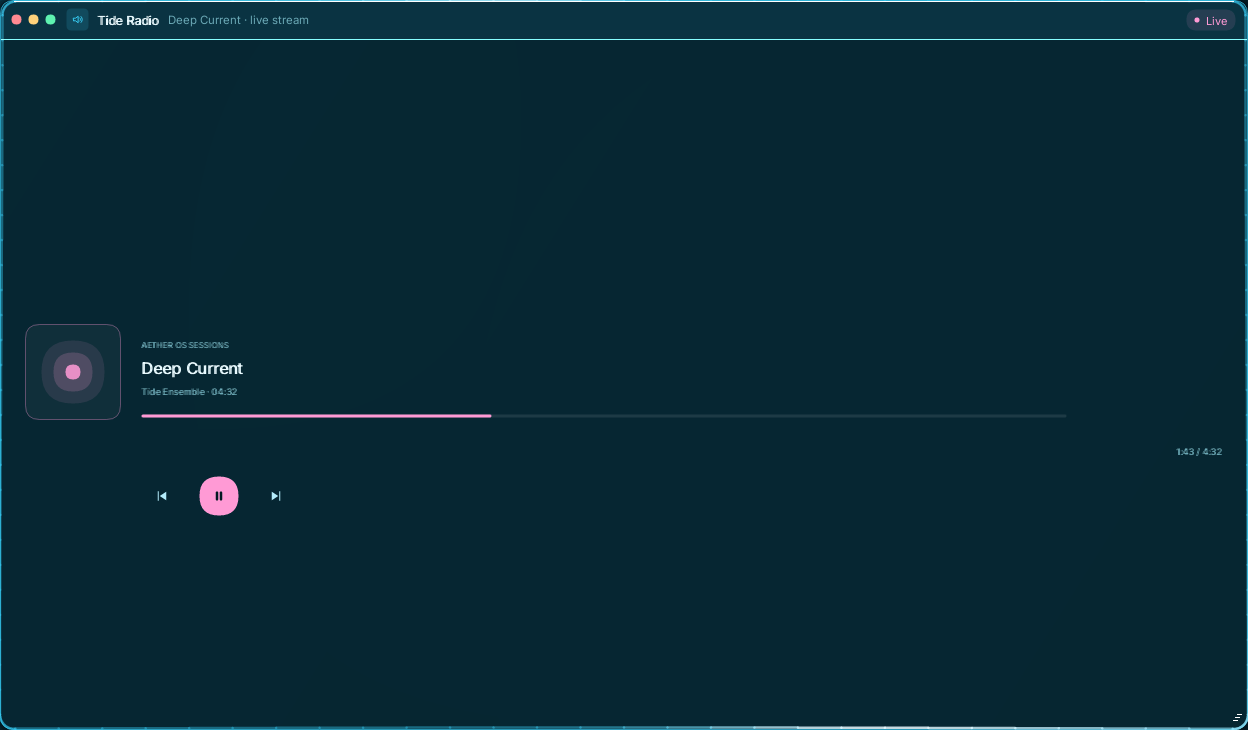 Tide Radio Deep Current · live stream
Live
AETHER OS SESSIONS
Deep Current
Tide Ensemble · 04:32
1:43 / 4:32